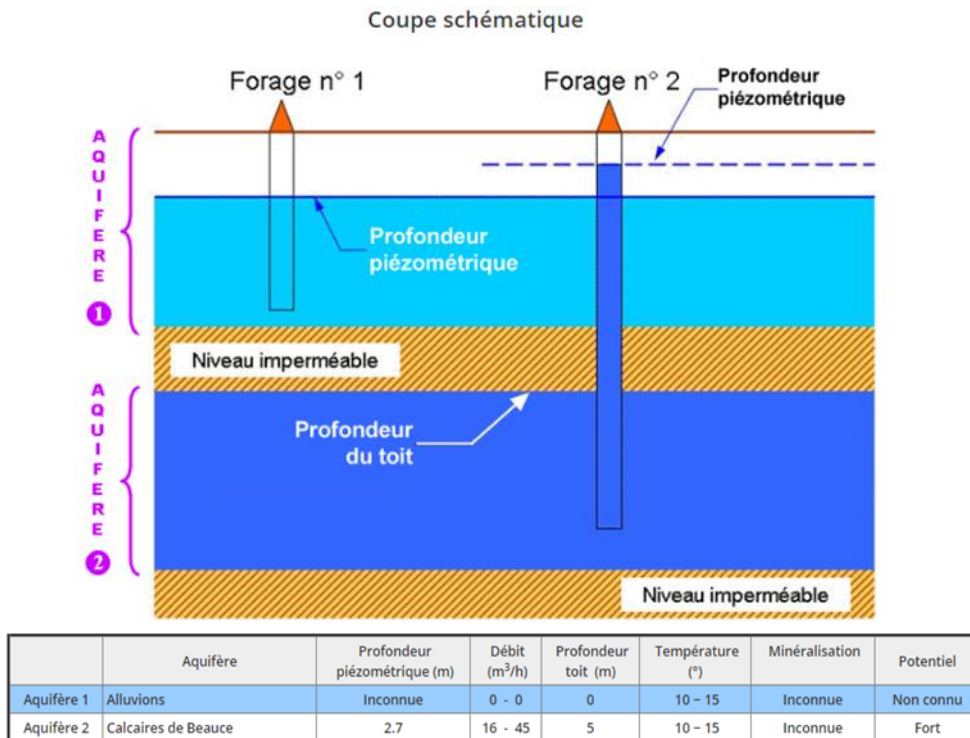 Coupe schématique
Forage n° 1
Forage n° 2
Profondeur
piézométrique
AQUIFERE
1
Profondeur
piézométrique
Niveau imperméable
AQUIFERE
2
Profondeur
du toit
Niveau imperméable
Aquifère Profondeur piézométrique (m) Débit (m³/h) Profondeur toit (m) Température (°) Minéralisation Potentiel
Aquifère 1 Alluvions Inconnue 0 - 0 0 10 – 15 Inconnue Non connu
Aquifère 2 Calcaires de Beauce 2.7 16 - 45 5 10 – 15 Inconnue Fort